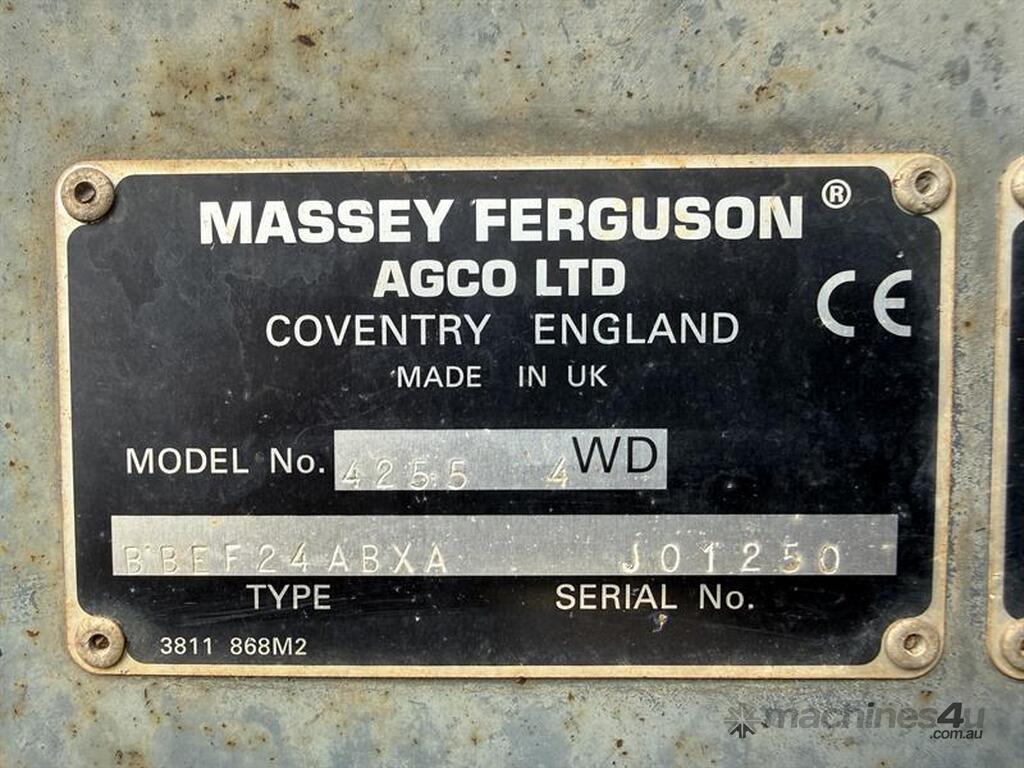 MASSEY FERGUSON®
AGCO LTD
CE
COVENTRY ENGLAND
MADE IN UK
MODEL No. 4255 4WD
BBEF24ABXA J01250
TYPE SERIAL No.
3811 868M2
machines4u
.com.au